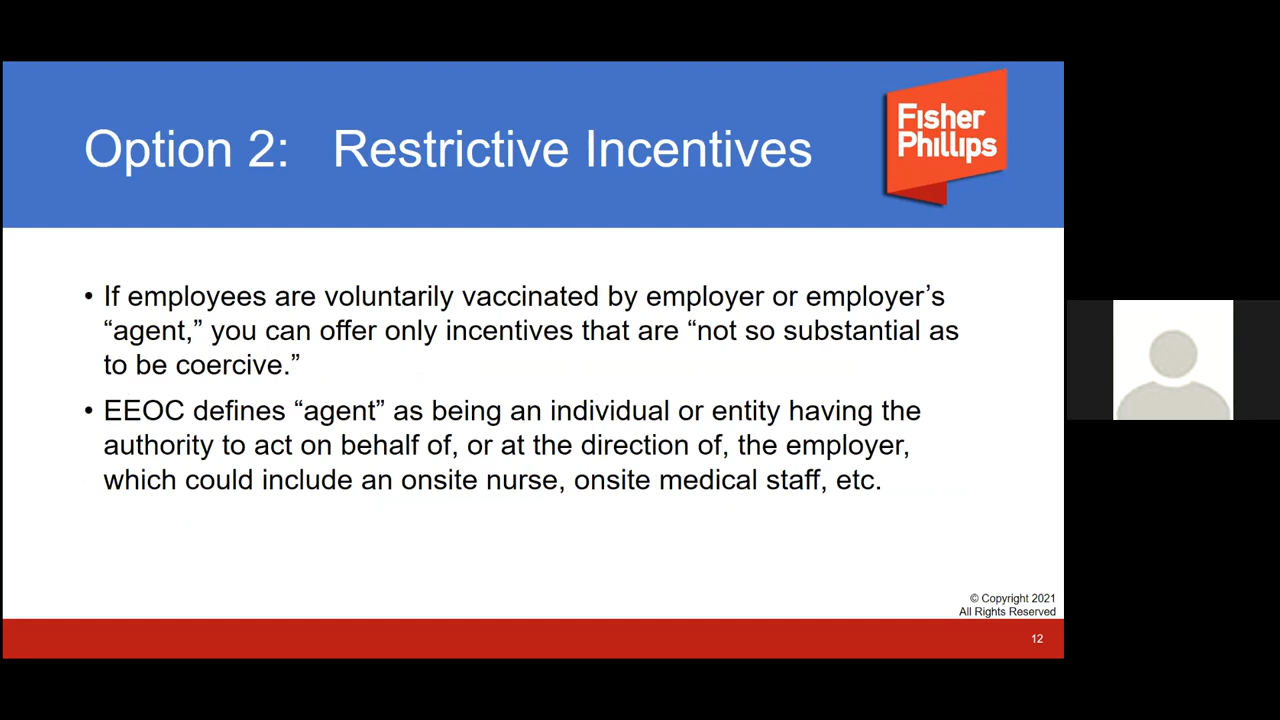 Option 2: Restrictive Incentives
Fisher
Phillips
• If employees are voluntarily vaccinated by employer or employer’s
“agent,” you can offer only incentives that are “not so substantial as
to be coercive.”
• EEOC defines “agent” as being an individual or entity having the
authority to act on behalf of, or at the direction of, the employer,
which could include an onsite nurse, onsite medical staff, etc.
© Copyright 2021
All Rights Reserved
12